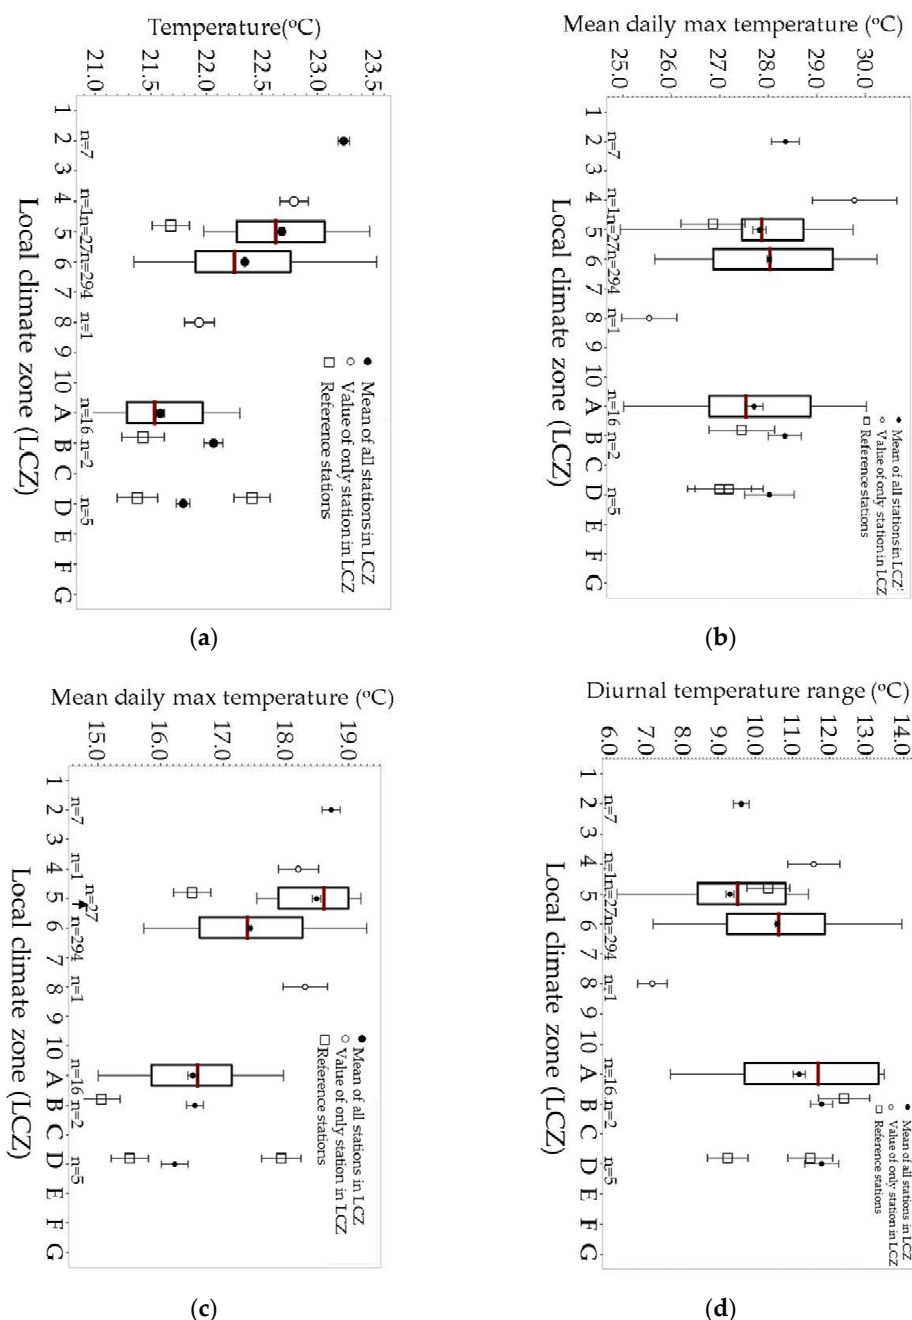 Temperature(°C)
21.0 21.5 22.0 22.5 23.0 23.5
1 2 3 4 5 6 7 8 9 10 A B C D E F G
n=7 n=1 n=27 n=294 n=1 n=16 n=2 n=5
Local climate zone (LCZ)
Mean of all stations in LCZ
Value of only station in LCZ
Reference stations
(a)
Mean daily max temperature (°C)
25.0 26.0 27.0 28.0 29.0 30.0
1 2 3 4 5 6 7 8 9 10 A B C D E F G
n=7 n=1 n=27 n=294 n=1 n=16 n=2 n=5
Local climate zone (LCZ)
Mean of all stations in LCZ
Value of only station in LCZ
Reference stations
(b)
Mean daily max temperature (°C)
15.0 16.0 17.0 18.0 19.0
1 2 3 4 5 6 7 8 9 10 A B C D E F G
n=7 n=1 n=27 n=294 n=1 n=16 n=2 n=5
Local climate zone (LCZ)
Mean of all stations in LCZ
Value of only station in LCZ
Reference stations
(c)
Diurnal temperature range (°C)
6.0 7.0 8.0 9.0 10.0 11.0 12.0 13.0 14.0
1 2 3 4 5 6 7 8 9 10 A B C D E F G
n=7 n=1 n=27 n=294 n=1 n=16 n=2 n=5
Local climate zone (LCZ)
Mean of all stations in LCZ
Value of only station in LCZ
Reference stations
(d)